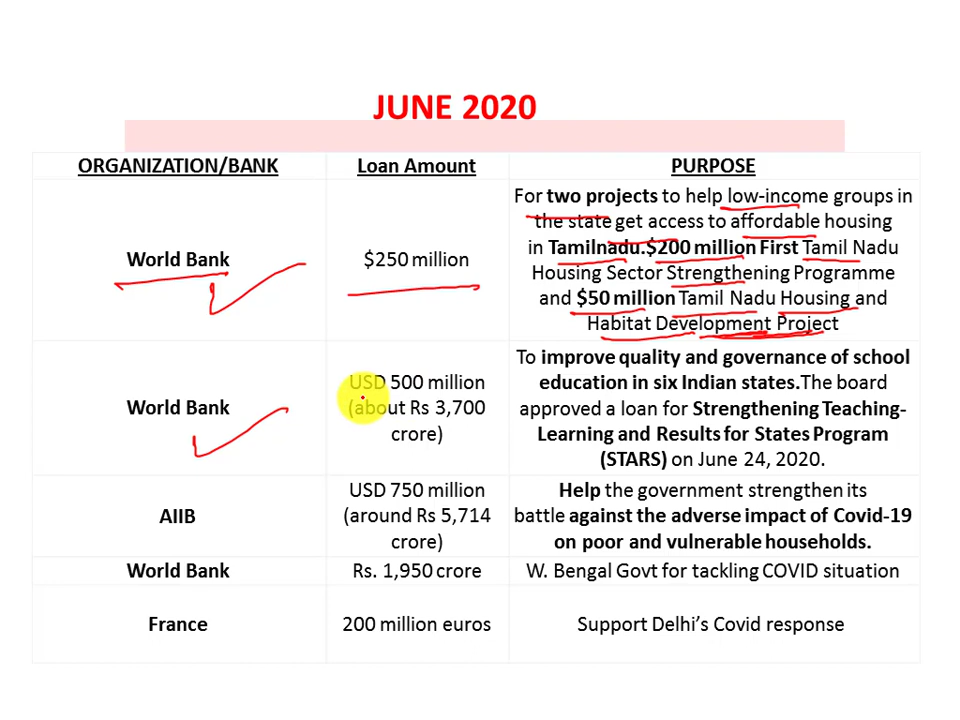 JUNE 2020
ORGANIZATION/BANK
Loan Amount
PURPOSE
World Bank
$250 million
For two projects to help low-income groups in
the state get access to affordable housing
in Tamilnadu.$200 million First Tamil Nadu
Housing Sector Strengthening Programme
and $50 million Tamil Nadu Housing and
Habitat Development Project
World Bank
USD 500 million
(about Rs 3,700
crore)
To improve quality and governance of school
education in six Indian states.The board
approved a loan for Strengthening Teaching-
Learning and Results for States Program
(STARS) on June 24, 2020.
AIIB
USD 750 million
(around Rs 5,714
crore)
Help the government strengthen its
battle against the adverse impact of Covid-19
on poor and vulnerable households.
World Bank
Rs. 1,950 crore
W. Bengal Govt for tackling COVID situation
France
200 million euros
Support Delhi's Covid response